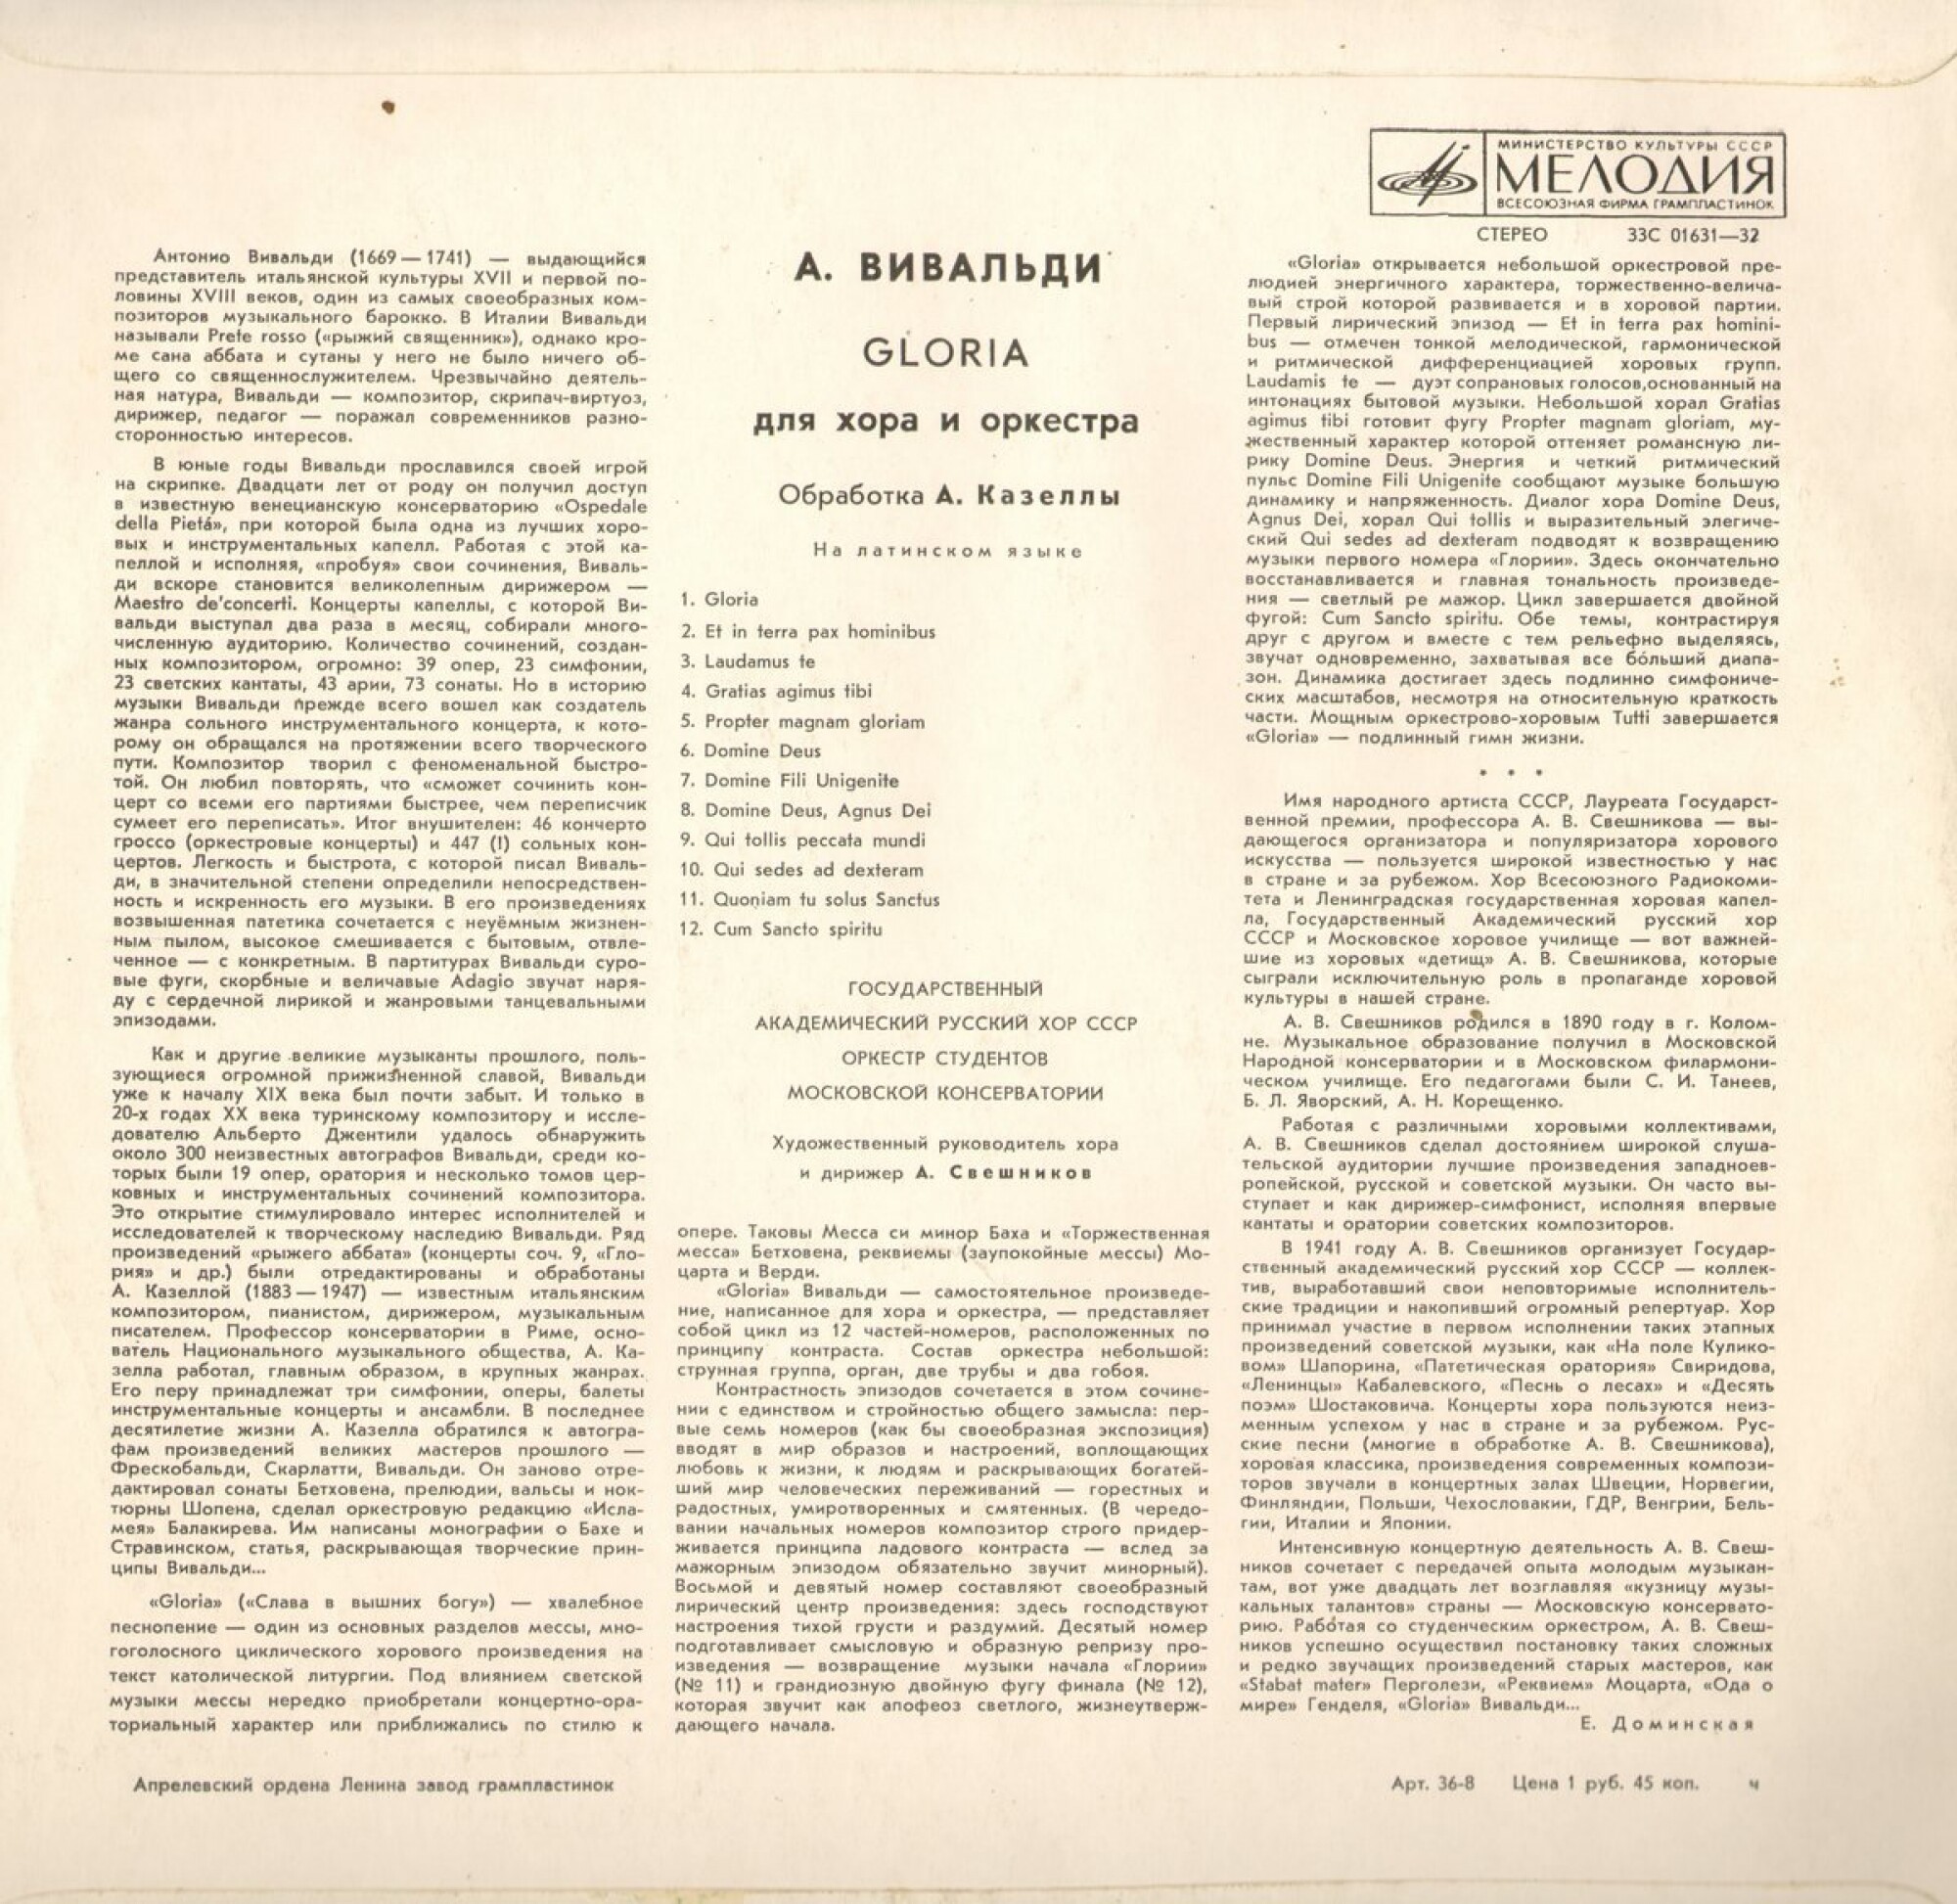 МИНИСТЕРСТВО КУЛЬТУРЫ СССР
МЕЛОДИЯ
ВСЕСОЮЗНАЯ ФИРМА ГРАМПЛАСТИНОК
СТЕРЕО 33С 01631—32
Антонио Вивальди (1669—1741) — выдающийся
представитель итальянской культуры XVII и первой по-
ловины XVIII веков, один из самых своеобразных ком-
позиторов музыкального барокко. В Италии Вивальди
называли Prete rosso («рыжий священник»), однако кро-
ме сана аббата и сутаны у него не было ничего об-
щего со священнослужителем. Чрезвычайно деятель-
ная натура, Вивальди — композитор, скрипач-виртуоз,
дирижер, педагог — поражал современников разно-
сторонностью интересов.
В юные годы Вивальди прославился своей игрой
на скрипке. Двадцати лет от роду он получил доступ
в известную венецианскую консерваторию «Ospedale
della Pietá», при которой была одна из лучших хоро-
вых и инструментальных капелл. Работая с этой ка-
пеллой и исполняя, «пробуя» свои сочинения, Виваль-
ди вскоре становится великолепным дирижером —
Maestro de'concerti. Концерты капеллы, с которой Ви-
вальди выступал два раза в месяц, собирали много-
численную аудиторию. Количество сочинений, создан-
ных композитором, огромно: 39 опер, 23 симфонии,
23 светских кантаты, 43 арии, 73 сонаты. Но в историю
музыки Вивальди прежде всего вошел как создатель
жанра сольного инструментального концерта, к кото-
рому он обращался на протяжении всего творческого
пути. Композитор творил с феноменальной быстро-
той. Он любил повторять, что «сможет сочинить кон-
церт со всеми его партиями быстрее, чем переписчик
сумеет его переписать». Итог внушителен: 46 кончерто
гроссо (оркестровые концерты) и 447 (!) сольных кон-
цертов. Легкость и быстрота, с которой писал Виваль-
ди, в значительной степени определили непосредствен-
ность и искренность его музыки. В его произведениях
возвышенная патетика сочетается с неуёмным жизнен-
ным пылом, высокое смешивается с бытовым, отвле-
ченное — с конкретным. В партитурах Вивальди суро-
вые фуги, скорбные и величавые Adagio звучат наря-
ду с сердечной лирикой и жанровыми танцевальными
эпизодами.
Как и другие великие музыканты прошлого, поль-
зующиеся огромной прижизненной славой, Вивальди
уже к началу XIX века был почти забыт. И только в
20-х годах XX века туринскому композитору и иссле-
дователю Альберто Джентили удалось обнаружить
около 300 неизвестных автографов Вивальди, среди ко-
торых были 19 опер, оратория и несколько томов цер-
ковных и инструментальных сочинений композитора.
Это открытие стимулировало интерес исполнителей и
исследователей к творческому наследию Вивальди. Ряд
произведений «рыжего аббата» (концерты соч. 9, «Гло-
рия» и др.) были отредактированы и обработаны
А. Казеллой (1883—1947) — известным итальянским
композитором, пианистом, дирижером, музыкальным
писателем. Профессор консерватории в Риме, осно-
ватель Национального музыкального общества, А. Ка-
зелла работал, главным образом, в крупных жанрах.
Его перу принадлежат три симфонии, оперы, балеты
инструментальные концерты и ансамбли. В последнее
десятилетие жизни А. Казелла обратился к автогра-
фам произведений великих мастеров прошлого —
Фрескобальди, Скарлатти, Вивальди. Он заново отре-
дактировал сонаты Бетховена, прелюдии, вальсы и нок-
тюрны Шопена, сделал оркестровую редакцию «Исла-
мея» Балакирева. Им написаны монографии о Бахе и
Стравинском, статья, раскрывающая творческие прин-
ципы Вивальди...
«Gloria» («Слава в вышних богу») — хвалебное
песнопение — один из основных разделов мессы, мно-
гоголосного циклического хорового произведения на
текст католической литургии. Под влиянием светской
музыки мессы нередко приобретали концертно-ора-
ториальный характер или приближались по стилю к
А. ВИВАЛЬДИ
GLORIA
для хора и оркестра
Обработка А. Казеллы
На латинском языке
1. Gloria
2. Et in terra pax hominibus
3. Laudamus te
4. Gratias agimus tibi
5. Propter magnam gloriam
6. Domine Deus
7. Domine Fili Unigenite
8. Domine Deus, Agnus Dei
9. Qui tollis peccata mundi
10. Qui sedes ad dexteram
11. Quoniam tu solus Sanctus
12. Cum Sancto spiritu
ГОСУДАРСТВЕННЫЙ
АКАДЕМИЧЕСКИЙ РУССКИЙ ХОР СССР
ОРКЕСТР СТУДЕНТОВ
МОСКОВСКОЙ КОНСЕРВАТОРИИ
Художественный руководитель хора
и дирижер А. Свешников
опере. Таковы Месса си минор Баха и «Торжественная
месса» Бетховена, реквиемы (заупокойные мессы) Мо-
царта и Верди.
«Gloria» Вивальди — самостоятельное произведе-
ние, написанное для хора и оркестра, — представляет
собой цикл из 12 частей-номеров, расположенных по
принципу контраста. Состав оркестра небольшой:
струнная группа, орган, две трубы и два гобоя.
Контрастность эпизодов сочетается в этом сочине-
нии с единством и стройностью общего замысла: пер-
вые семь номеров (как бы своеобразная экспозиция)
вводят в мир образов и настроений, воплощающих
любовь к жизни, к людям и раскрывающих богатей-
ший мир человеческих переживаний — горестных и
радостных, умиротворенных и смятенных. (В чередо-
вании начальных номеров композитор строго придер-
живается принципа ладового контраста — вслед за
мажорным эпизодом обязательно звучит минорный).
Восьмой и девятый номер составляют своеобразный
лирический центр произведения: здесь господствуют
настроения тихой грусти и раздумий. Десятый номер
подготавливает смысловую и образную репризу про-
изведения — возвращение музыки начала «Глории»
(№ 11) и грандиозную двойную фугу финала (№ 12),
которая звучит как апофеоз светлого, жизнеутверж-
дающего начала.
«Gloria» открывается небольшой оркестровой пре-
людией энергичного характера, торжественно-велича-
вый строй которой развивается и в хоровой партии.
Первый лирический эпизод — Et in terra pax homini-
bus — отмечен тонкой мелодической, гармонической
и ритмической дифференциацией хоровых групп.
Laudamis te — дуэт сопрановых голосов,основанный на
интонациях бытовой музыки. Небольшой хорал Gratias
agimus tibi готовит фугу Propter magnam gloriam, му-
жественный характер которой оттеняет романсную ли-
рику Domine Deus. Энергия и четкий ритмический
пульс Domine Fili Unigenite сообщают музыке большую
динамику и напряженность. Диалог хора Domine Deus,
Agnus Dei, хорал Qui tollis и выразительный элегиче-
ский Qui sedes ad dexteram подводят к возвращению
музыки первого номера «Глории». Здесь окончательно
восстанавливается и главная тональность произведе-
ния — светлый ре мажор. Цикл завершается двойной
фугой: Cum Sancto spiritu. Обе темы, контрастируя
друг с другом и вместе с тем рельефно выделяясь,
звучат одновременно, захватывая все бо́льший диапа-
зон. Динамика достигает здесь подлинно симфониче-
ских масштабов, несмотря на относительную краткость
части. Мощным оркестрово-хоровым Tutti завершается
«Gloria» — подлинный гимн жизни.
• • •
Имя народного артиста СССР, Лауреата Государст-
венной премии, профессора А. В. Свешникова — вы-
дающегося организатора и популяризатора хорового
искусства — пользуется широкой известностью у нас
в стране и за рубежом. Хор Всесоюзного Радиокоми-
тета и Ленинградская государственная хоровая капел-
ла, Государственный Академический русский хор
СССР и Московское хоровое училище — вот важней-
шие из хоровых «детищ» А. В. Свешникова, которые
сыграли исключительную роль в пропаганде хоровой
культуры в нашей стране.
А. В. Свешников родился в 1890 году в г. Колом-
не. Музыкальное образование получил в Московской
Народной консерватории и в Московском филармони-
ческом училище. Его педагогами были С. И. Танеев,
Б. Л. Яворский, А. Н. Корещенко.
Работая с различными хоровыми коллективами,
А. В. Свешников сделал достоянием широкой слуша-
тельской аудитории лучшие произведения западноев-
ропейской, русской и советской музыки. Он часто вы-
ступает и как дирижер-симфонист, исполняя впервые
кантаты и оратории советских композиторов.
В 1941 году А. В. Свешников организует Государ-
ственный академический русский хор СССР — коллек-
тив, выработавший свои неповторимые исполнитель-
ские традиции и накопивший огромный репертуар. Хор
принимал участие в первом исполнении таких этапных
произведений советской музыки, как «На поле Кулико-
вом» Шапорина, «Патетическая оратория» Свиридова,
«Ленинцы» Кабалевского, «Песнь о лесах» и «Десять
поэм» Шостаковича. Концерты хора пользуются неиз-
менным успехом у нас в стране и за рубежом. Рус-
ские песни (многие в обработке А. В. Свешникова),
хоровая классика, произведения современных компози-
торов звучали в концертных залах Швеции, Норвегии,
Финляндии, Польши, Чехословакии, ГДР, Венгрии, Бель-
гии, Италии и Японии.
Интенсивную концертную деятельность А. В. Свеш-
ников сочетает с передачей опыта молодым музыкан-
там, вот уже двадцать лет возглавляя «кузницу музы-
кальных талантов» страны — Московскую консервато-
рию. Работая со студенческим оркестром, А. В. Свеш-
ников успешно осуществил постановку таких сложных
и редко звучащих произведений старых мастеров, как
«Stabat mater» Перголези, «Реквием» Моцарта, «Ода о
мире» Генделя, «Gloria» Вивальди...
Е. Доминская
Апрелевский ордена Ленина завод грампластинок
Арт. 36-8 Цена 1 руб. 45 коп. ч